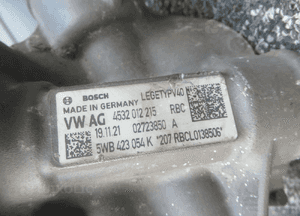 BOSCH
MADE IN GERMANY LEGETYPV40
VW AG 4532 012 215 RBC
19.11.21 02723850 A
5WB 423 054 K *207 RBCL0138506*